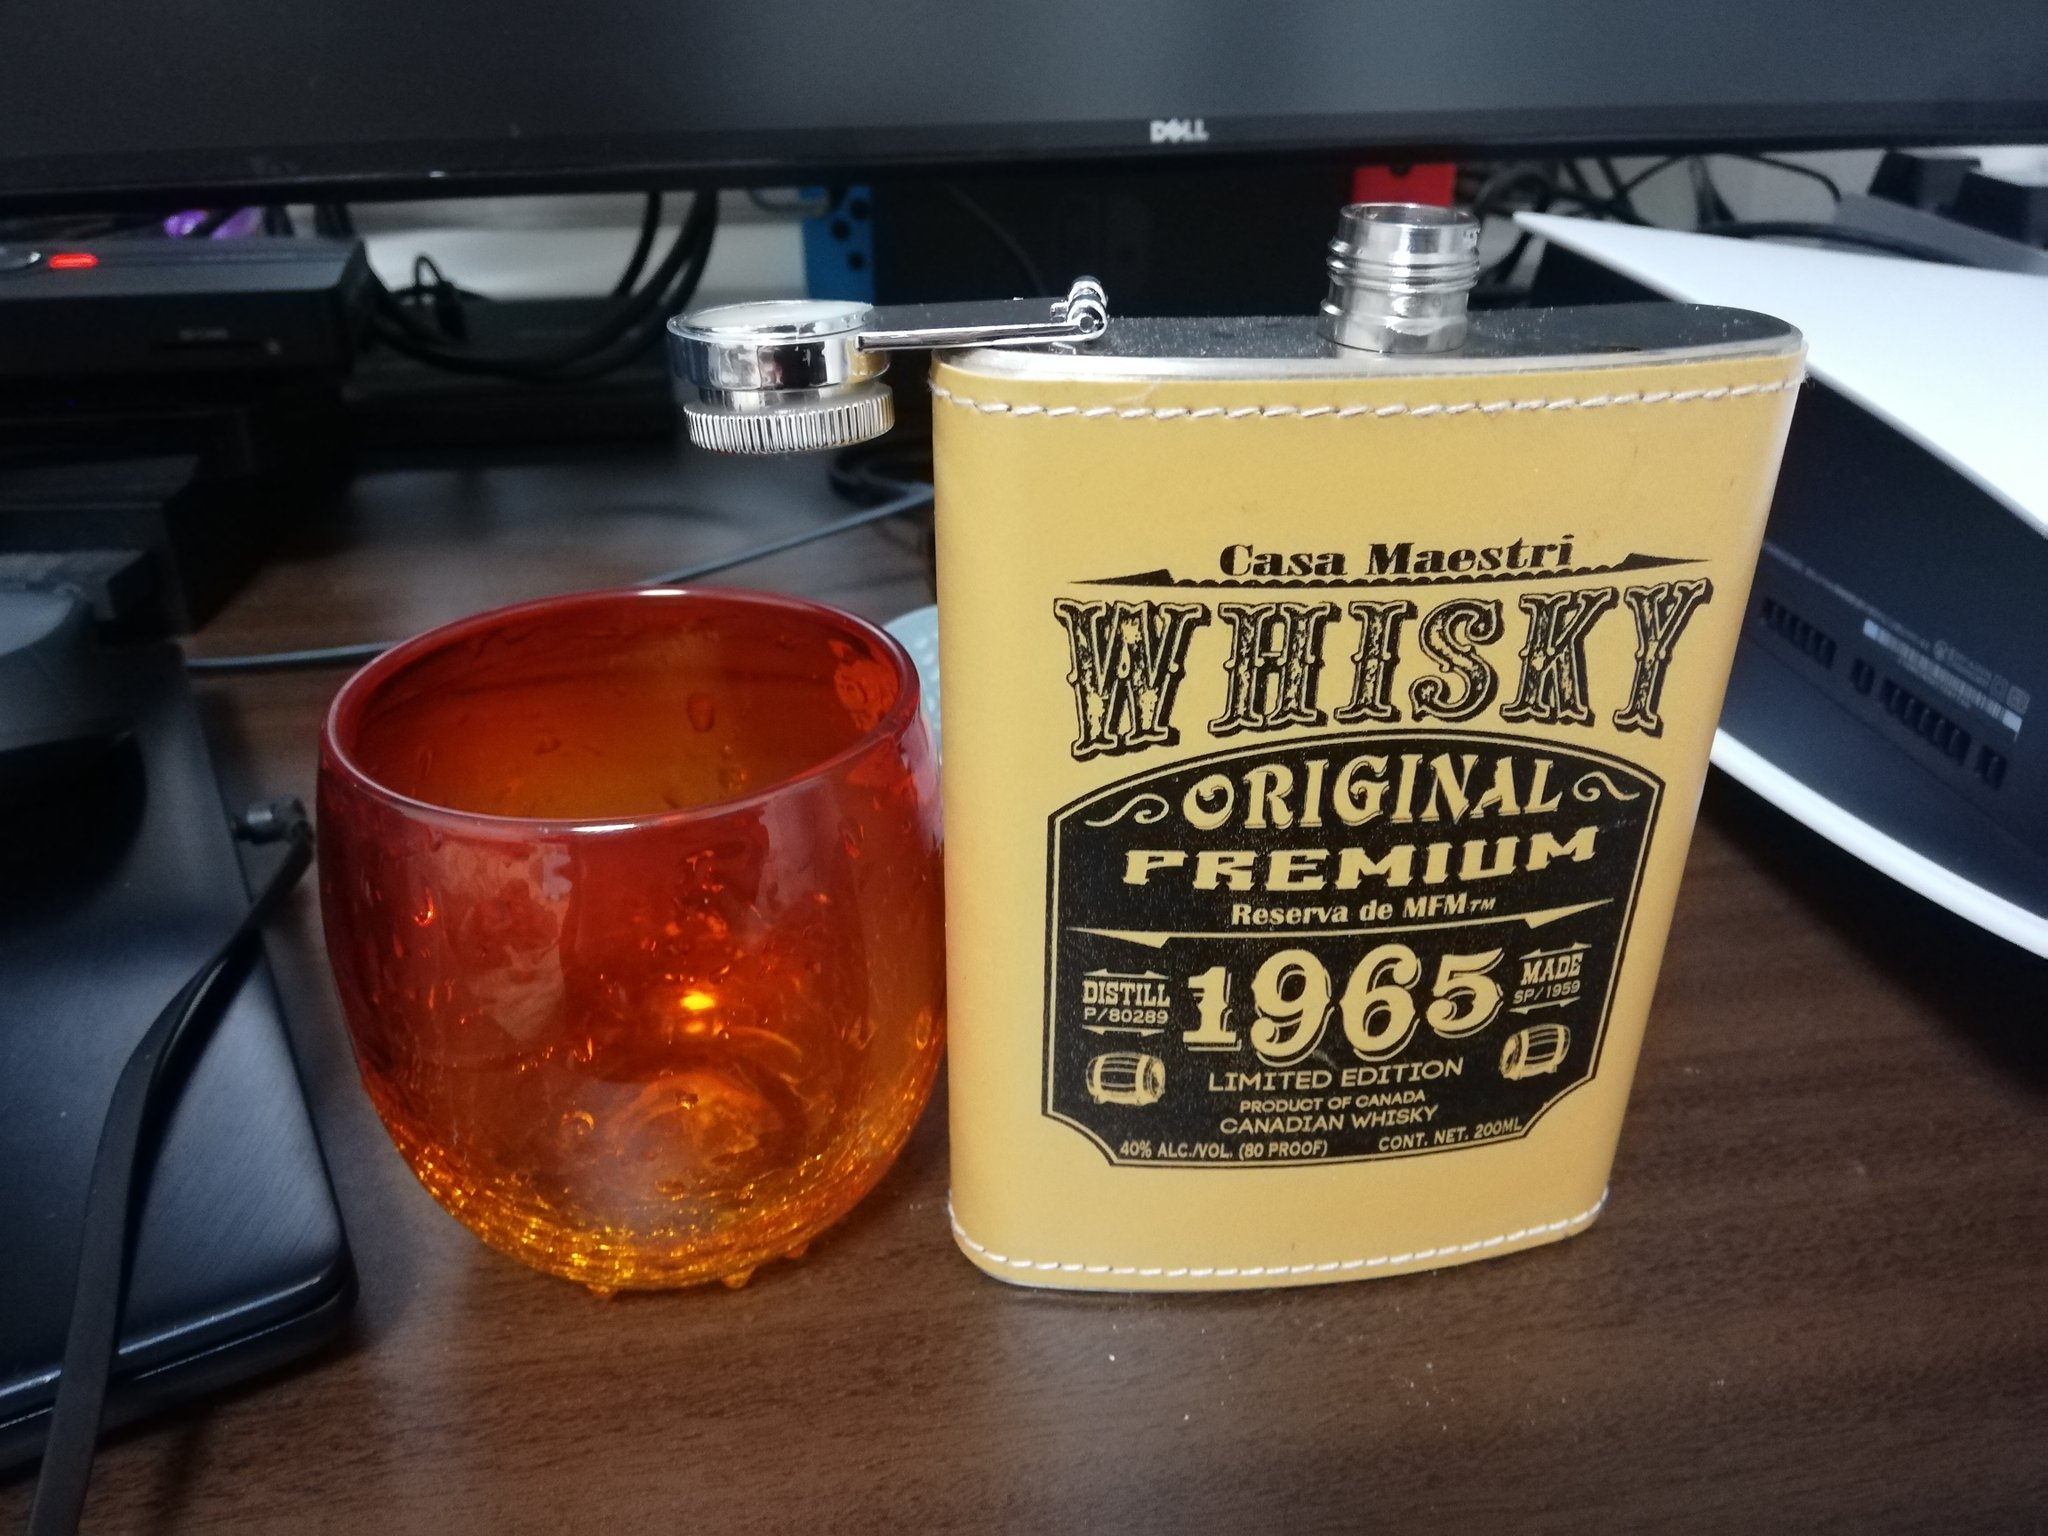 DELL
Casa Maestri
WHISKY
ORIGINAL
PREMIUM
Reserva de MFM™
DISTILL
P/80289
1965
MADE
SP/1959
LIMITED EDITION
PRODUCT OF CANADA
CANADIAN WHISKY
40% ALC./VOL. (80 PROOF)
CONT. NET. 200ML